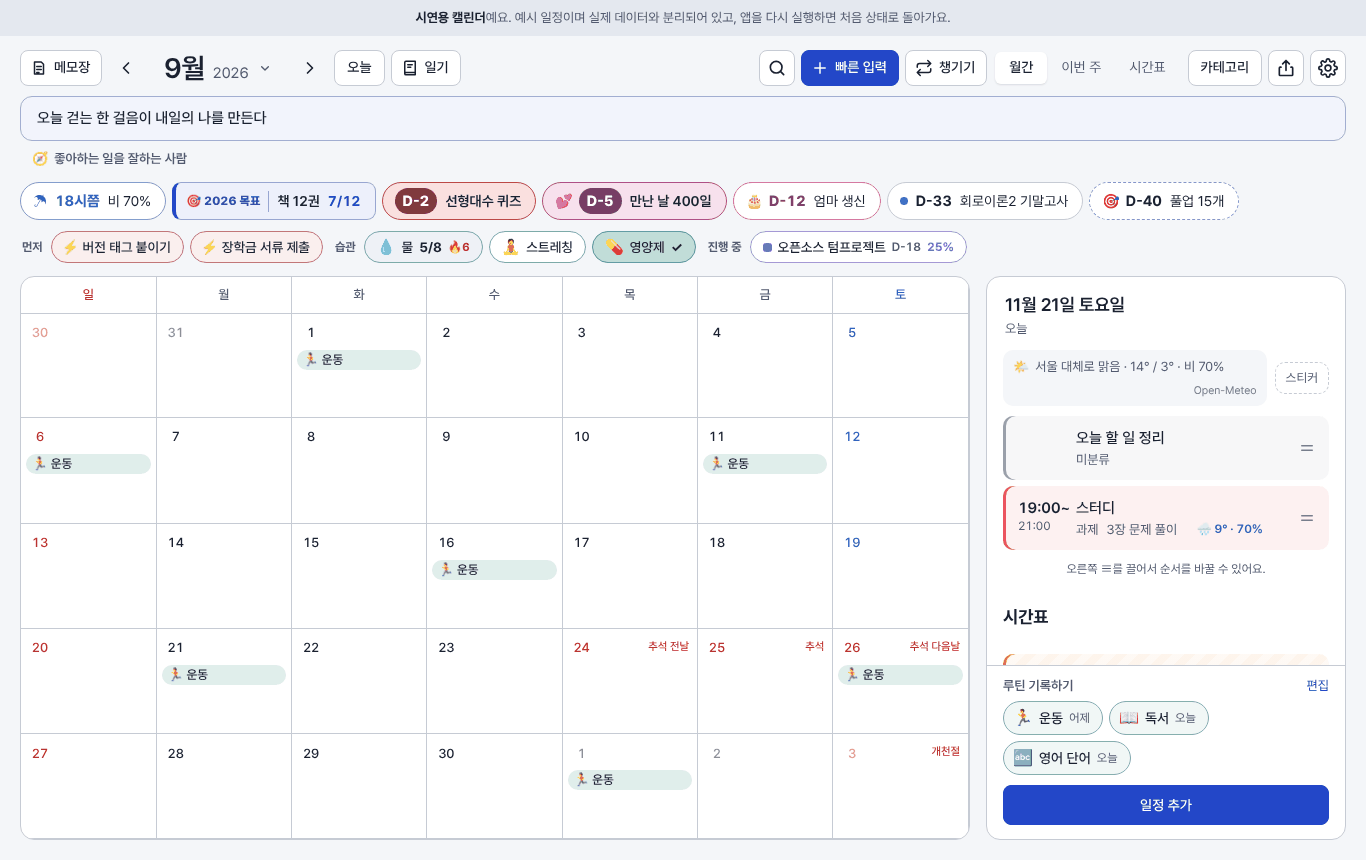 시연용 캘린더예요. 예시 일정이며 실제 데이터와 분리되어 있고, 앱을 다시 실행하면 처음 상태로 돌아가요.
메모장 9월 2026 오늘 일기 빠른 입력 챙기기 월간 이번 주 시간표 카테고리
오늘 걷는 한 걸음이 내일의 나를 만든다
좋아하는 일을 잘하는 사람
18시쯤 비 70% 2026 목표 책 12권 7/12 D-2 선형대수 퀴즈 D-5 만난 날 400일 D-12 엄마 생신 D-33 회로이론2 기말고사 D-40 풀업 15개
먼저 버전 태그 붙이기 장학금 서류 제출 습관 물 5/8 6 스트레칭 영양제 진행 중 오픈소스 텀프로젝트 D-18 25%
일 월 화 수 목 금 토
30 31 1 2 3 4 5
운동
6 7 8 9 10 11 12
운동 운동
13 14 15 16 17 18 19
운동
20 21 22 23 24 추석 전날 25 추석 26 추석 다음날
운동 운동
27 28 29 30 1 2 3 개천절
운동
11월 21일 토요일
오늘
서울 대체로 맑음 · 14° / 3° · 비 70%
Open-Meteo
스티커
오늘 할 일 정리
미분류
19:00~ 스터디
21:00 과제 3장 문제 풀이 9° · 70%
오른쪽 ≡를 끌어서 순서를 바꿀 수 있어요.
시간표
루틴 기록하기 편집
운동 어제 독서 오늘
abc 영어 단어 오늘
일정 추가